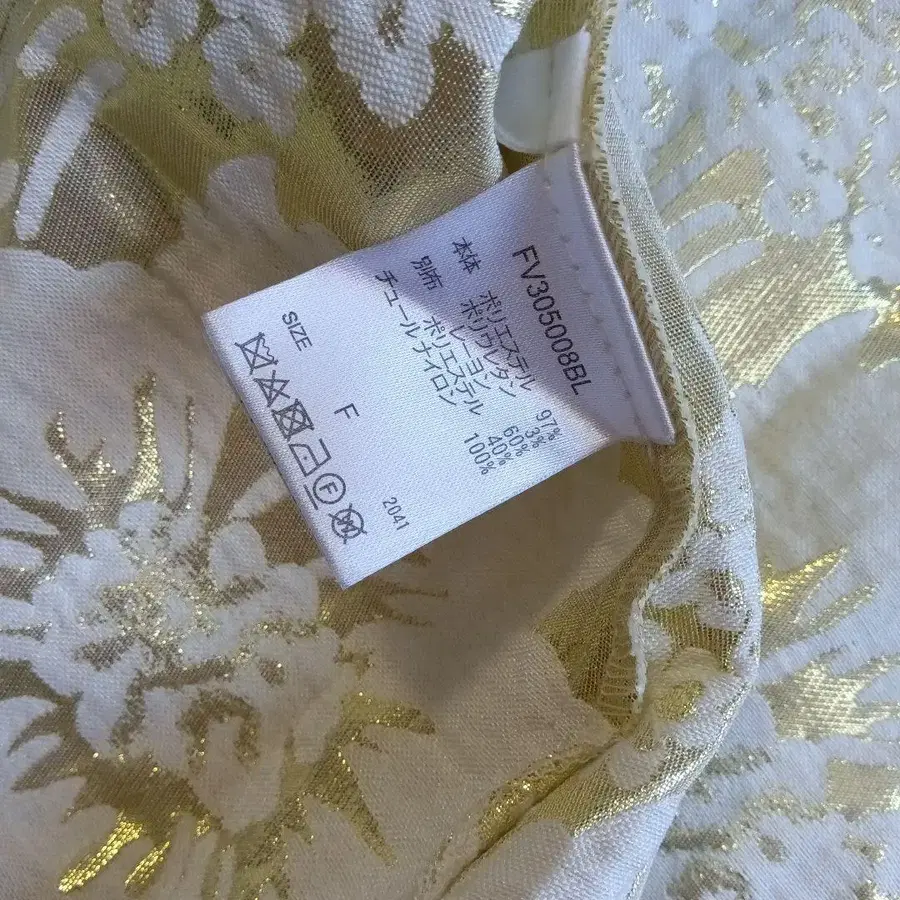 FV305008BL
本体 ポリエステル 97%
ポリウレタン 3%
別布 レーヨン 60%
ポリエステル 40%
チュールナイロン 100%
SIZE F
F
2041